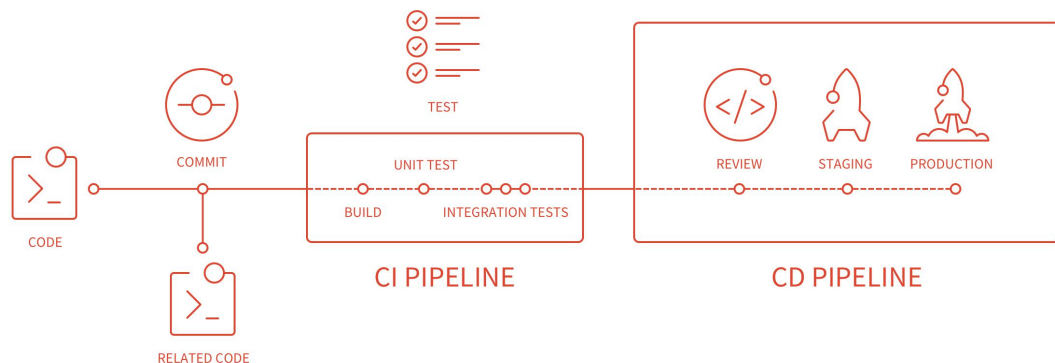 TEST
COMMIT
CODE
RELATED CODE
UNIT TEST
BUILD
INTEGRATION TESTS
CI PIPELINE
REVIEW
STAGING
PRODUCTION
CD PIPELINE